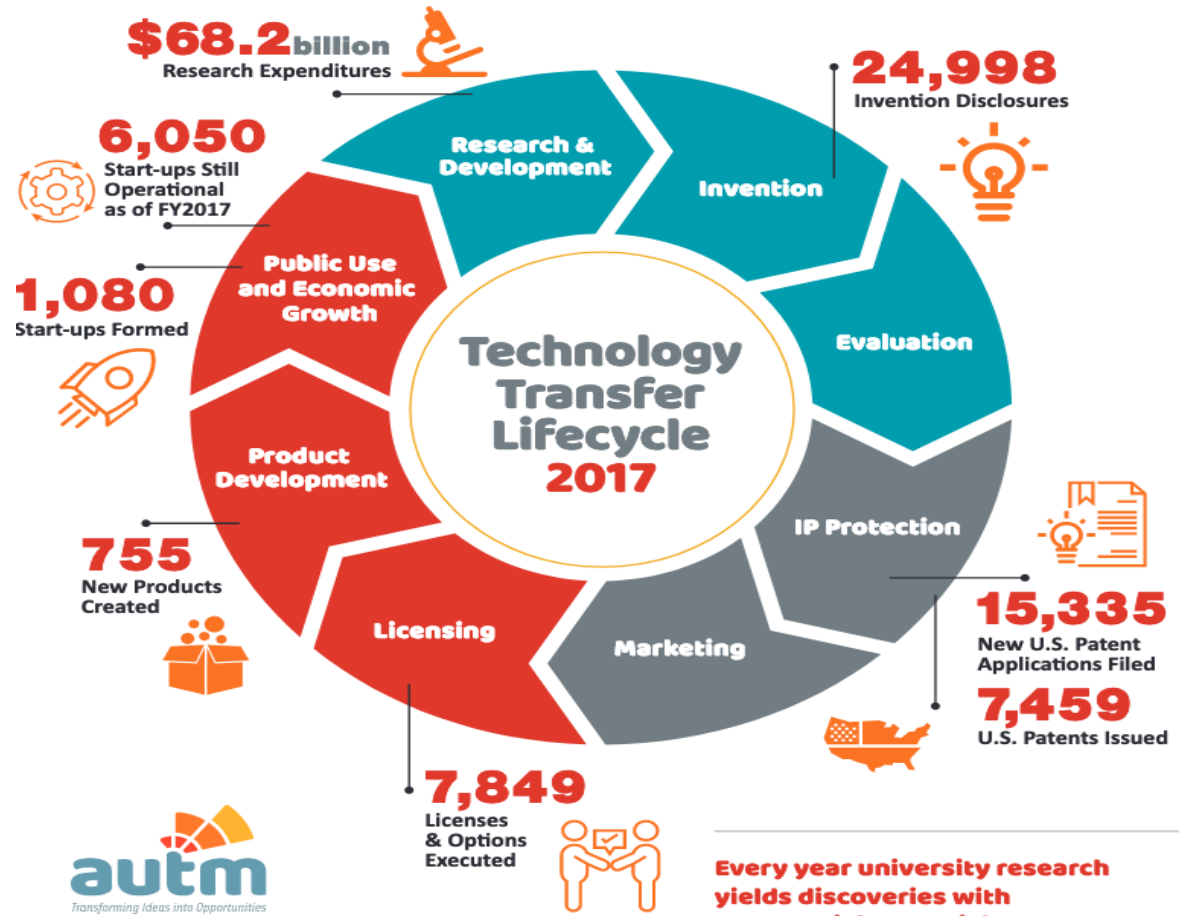 $68.2billion
Research Expenditures
24,998
Invention Disclosures
6,050
Start-ups Still
Operational
as of FY2017
1,080
Start-ups Formed
Research &
Development
Invention
Evaluation
IP Protection
Marketing
Licensing
Product
Development
Public Use
and Economic
Growth
Technology
Transfer
Lifecycle
2017
15,335
New U.S. Patent
Applications Filed
7,459
U.S. Patents Issued
755
New Products
Created
7,849
Licenses
& Options
Executed
autm
Transforming Ideas into Opportunities
Every year university research
yields discoveries with